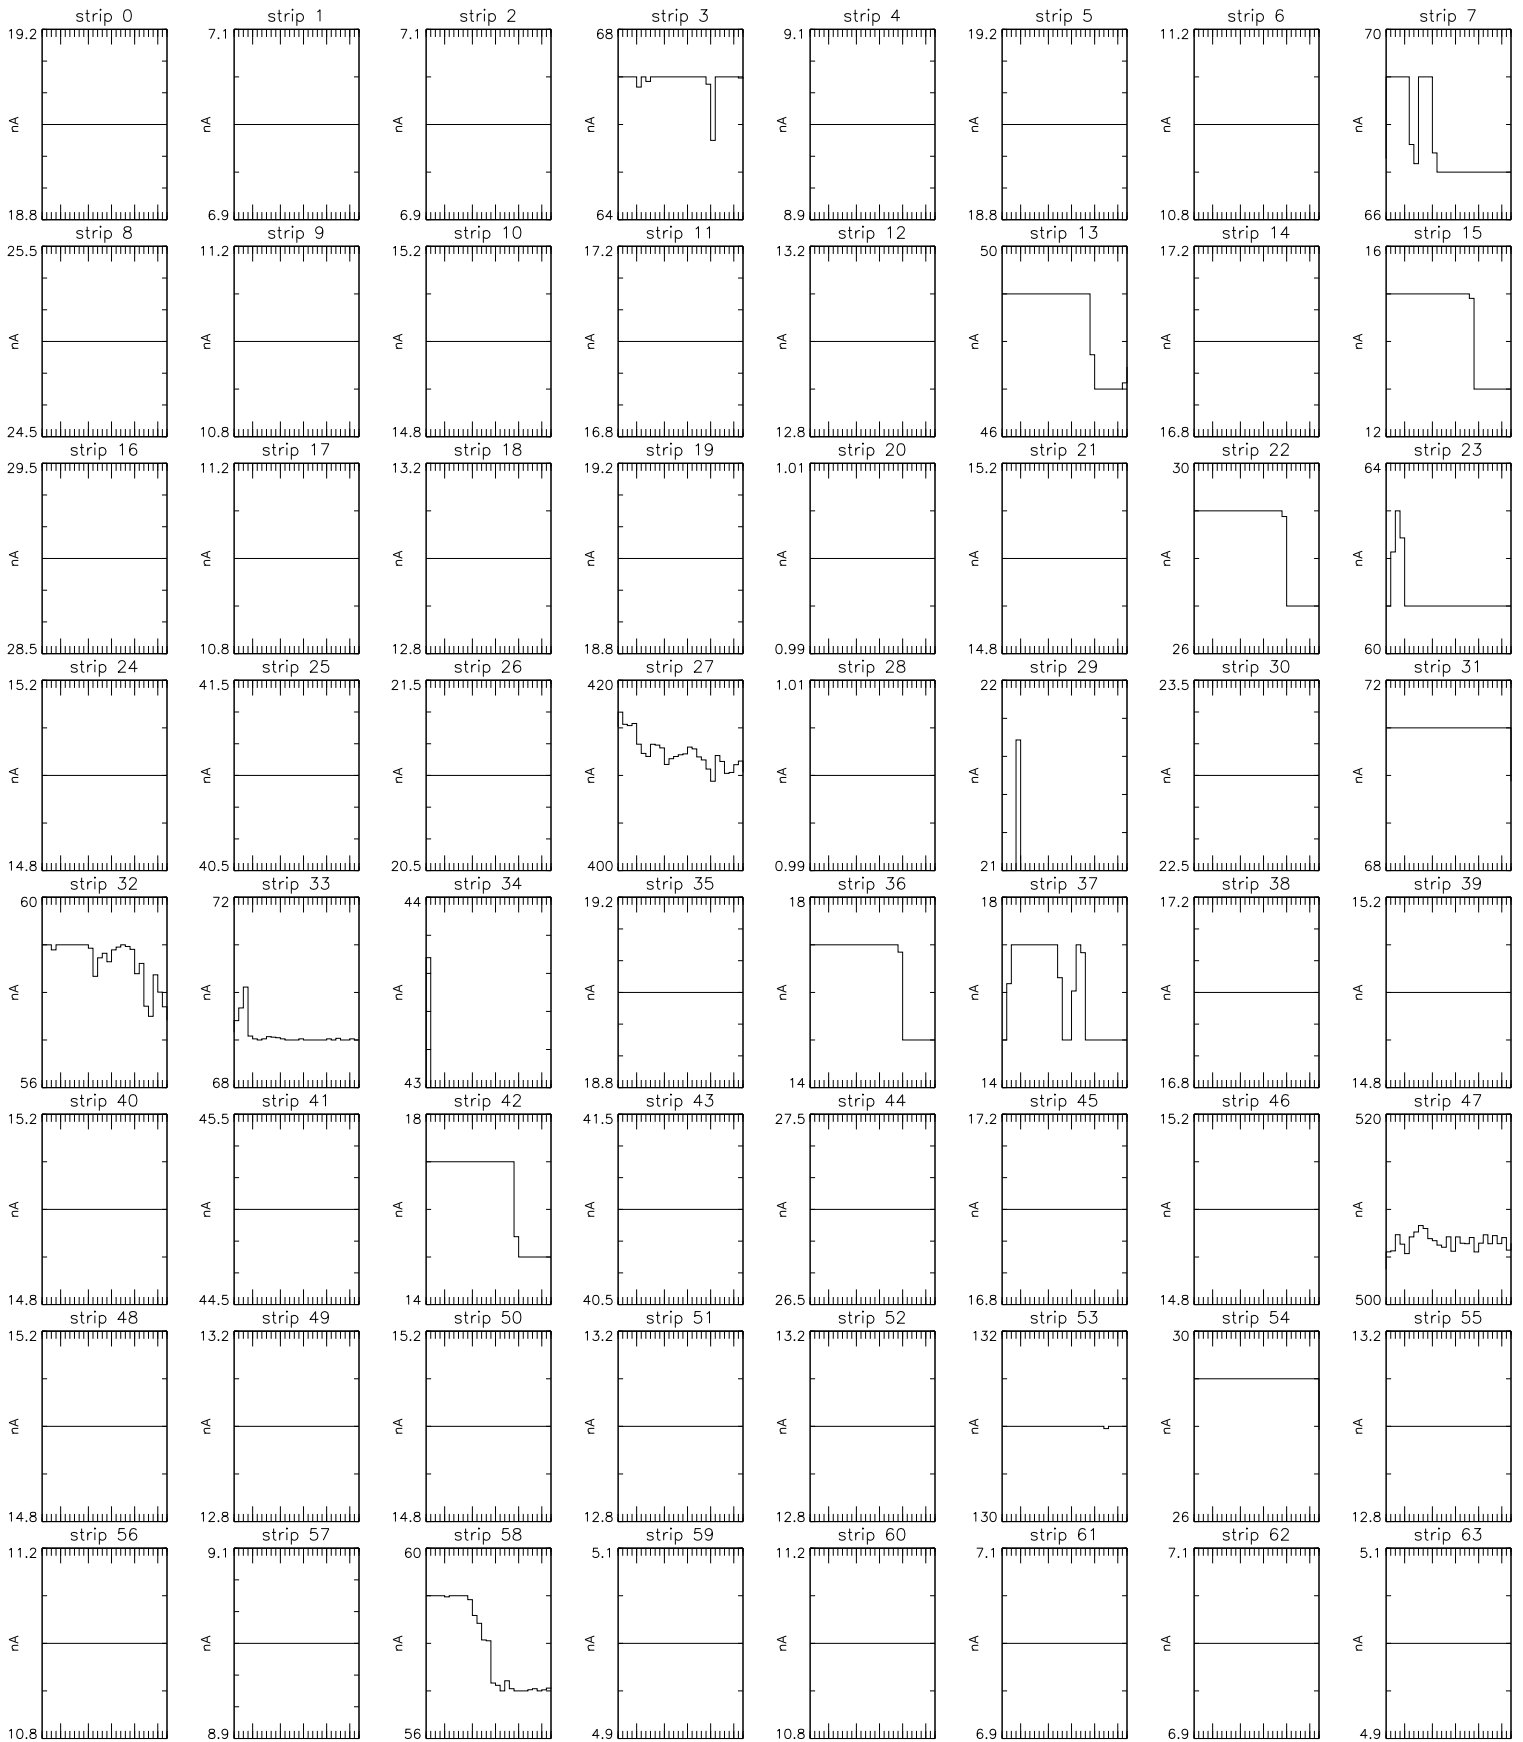 strip 0 strip 1 strip 2 strip 3 strip 4 strip 5 strip 6 strip 7
19.2 7.1 7.1 68 9.1 19.2 11.2 70
nA nA nA nA nA nA nA nA
18.8 6.9 6.9 64 8.9 18.8 10.8 66
strip 8 strip 9 strip 10 strip 11 strip 12 strip 13 strip 14 strip 15
25.5 11.2 15.2 17.2 13.2 50 17.2 16
nA nA nA nA nA nA nA nA
24.5 10.8 14.8 16.8 12.8 46 16.8 12
strip 16 strip 17 strip 18 strip 19 strip 20 strip 21 strip 22 strip 23
29.5 11.2 13.2 19.2 1.01 15.2 30 64
nA nA nA nA nA nA nA nA
28.5 10.8 12.8 18.8 0.99 14.8 26 60
strip 24 strip 25 strip 26 strip 27 strip 28 strip 29 strip 30 strip 31
15.2 41.5 21.5 420 1.01 22 23.5 72
nA nA nA nA nA nA nA nA
14.8 40.5 20.5 400 0.99 21 22.5 68
strip 32 strip 33 strip 34 strip 35 strip 36 strip 37 strip 38 strip 39
60 72 44 19.2 18 18 17.2 15.2
nA nA nA nA nA nA nA nA
56 68 43 18.8 14 14 16.8 14.8
strip 40 strip 41 strip 42 strip 43 strip 44 strip 45 strip 46 strip 47
15.2 45.5 18 41.5 27.5 17.2 15.2 520
nA nA nA nA nA nA nA nA
14.8 44.5 14 40.5 26.5 16.8 14.8 500
strip 48 strip 49 strip 50 strip 51 strip 52 strip 53 strip 54 strip 55
15.2 13.2 15.2 13.2 13.2 132 30 13.2
nA nA nA nA nA nA nA nA
14.8 12.8 14.8 12.8 12.8 130 26 12.8
strip 56 strip 57 strip 58 strip 59 strip 60 strip 61 strip 62 strip 63
11.2 9.1 60 5.1 11.2 7.1 7.1 5.1
nA nA nA nA nA nA nA nA
10.8 8.9 56 4.9 10.8 6.9 6.9 4.9